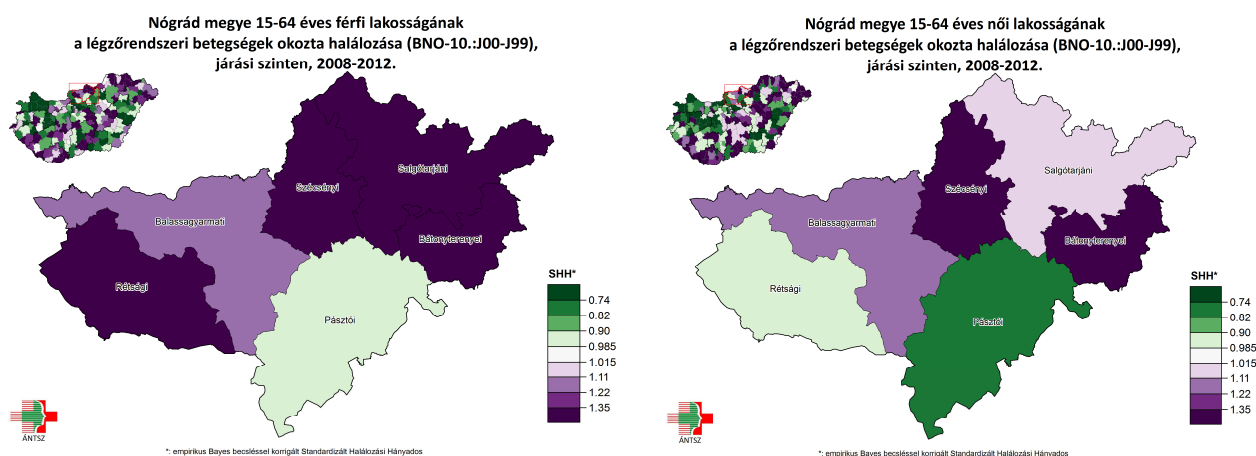 Nógrád megye 15-64 éves férfi lakosságának
a légzőrendszeri betegségek okozta halálozása (BNO-10.:J00-J99),
járási szinten, 2008-2012.
Szécsényi
Salgótarjáni
Balassagyarmati
Bátonyterenyei
Rétsági
Pásztói
SHH*
0.74
0.02
0.90
0.985
1.015
1.11
1.22
1.35
ÁNTSZ
*: empirikus Bayes becsléssel korrigált Standardizált Halálozási Hányados
Nógrád megye 15-64 éves női lakosságának
a légzőrendszeri betegségek okozta halálozása (BNO-10.:J00-J99),
járási szinten, 2008-2012.
Salgótarjáni
Szécsényi
Balassagyarmati
Bátonyterenyei
Rétsági
Pásztói
SHH*
0.74
0.02
0.90
0.985
1.015
1.11
1.22
1.35
ÁNTSZ
*: empirikus Bayes becsléssel korrigált Standardizált Halálozási Hányados